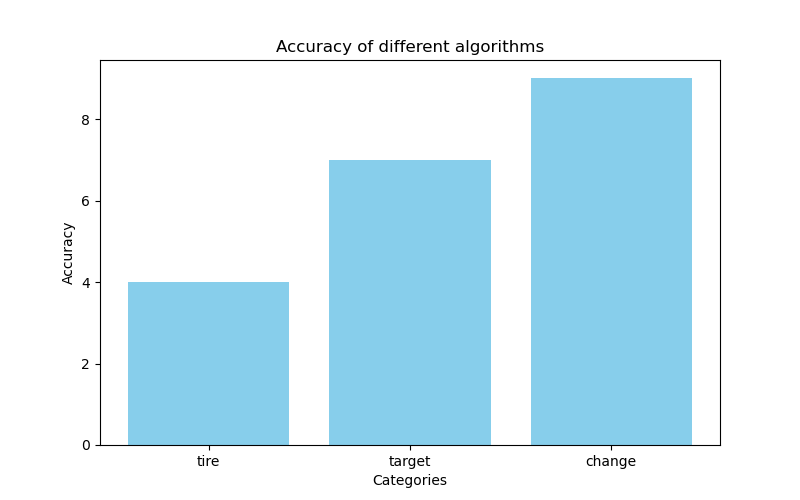 Accuracy of different algorithms
Accuracy
8
6
4
2
0
tire target change
Categories